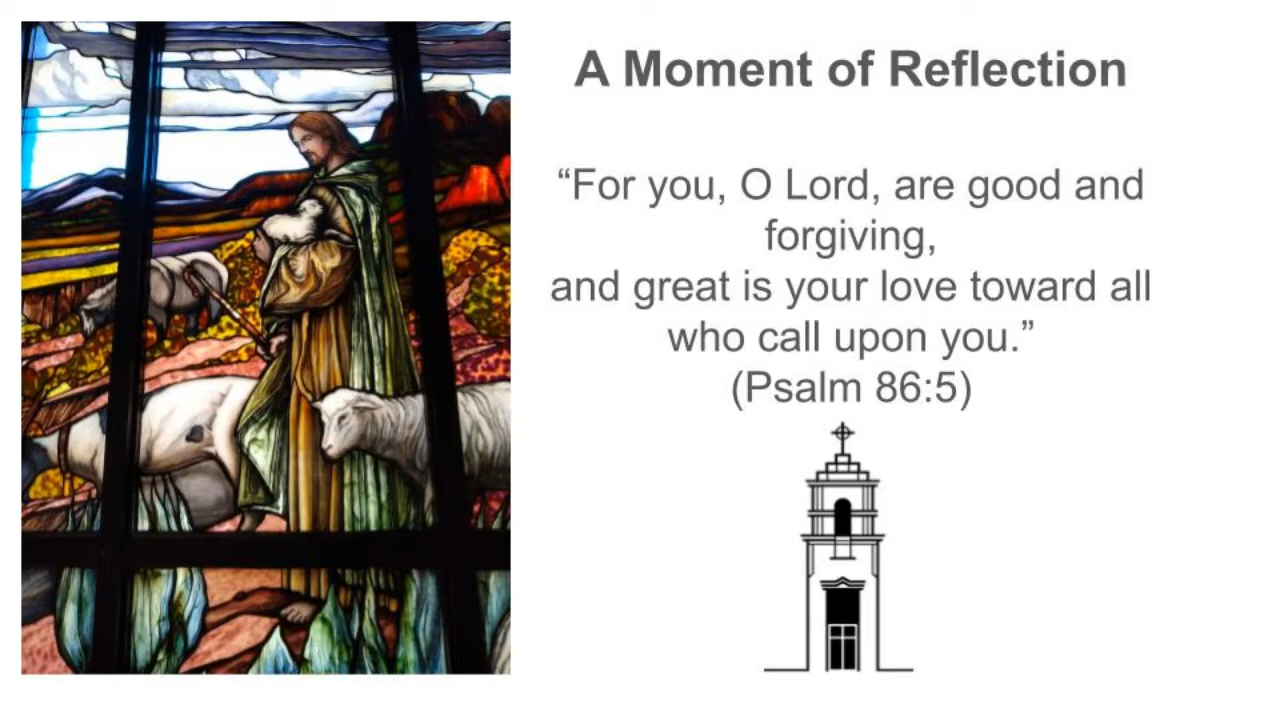 A Moment of Reflection
“For you, O Lord, are good and
forgiving,
and great is your love toward all
who call upon you.”
(Psalm 86:5)